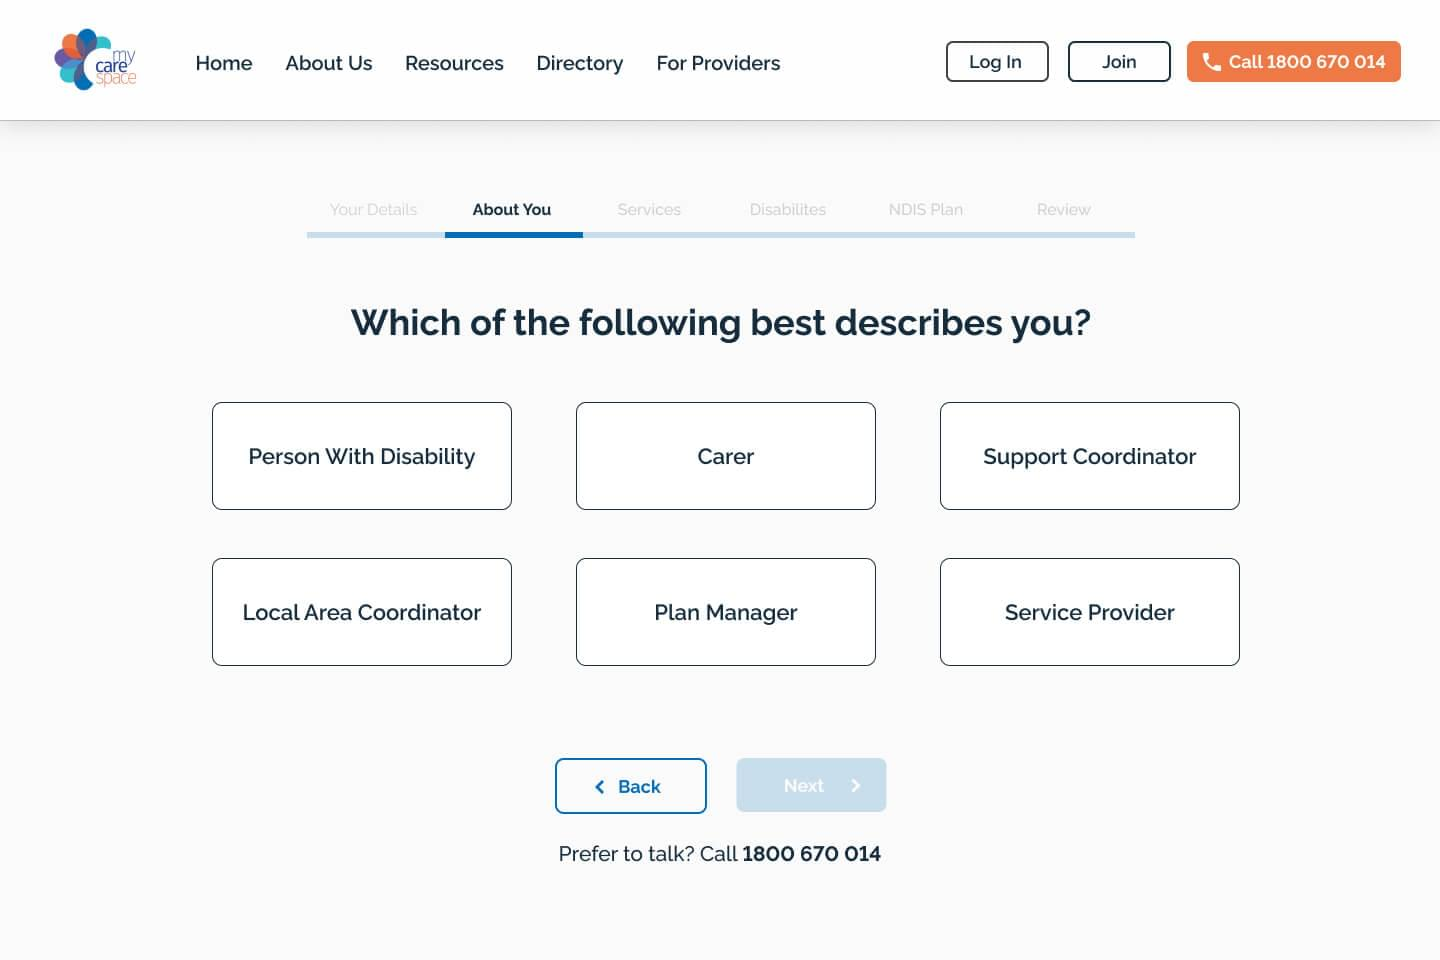 my
care
space
Home About Us Resources Directory For Providers Log In Join Call 1800 670 014
Your Details About You Services Disabilites NDIS Plan Review
Which of the following best describes you?
Person With Disability Carer Support Coordinator
Local Area Coordinator Plan Manager Service Provider
Back Next
Prefer to talk? Call 1800 670 014